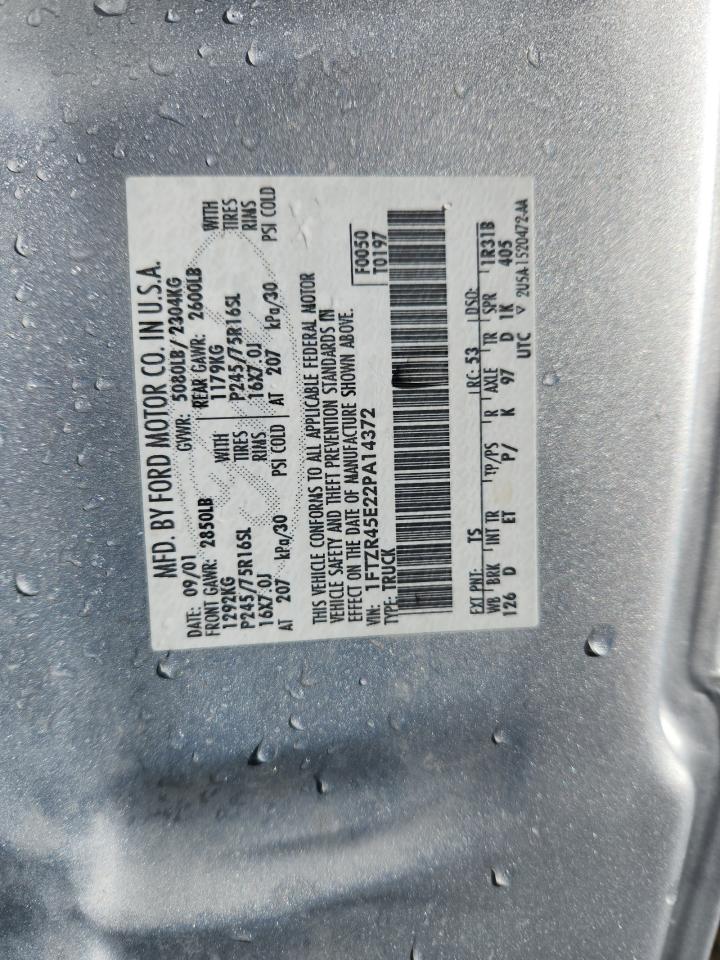 MFD. BY FORD MOTOR CO. IN U.S.A.
DATE: 09/01 GVWR: 5080LB/ 2304KG
FRONT GAWR: 2850LB REAR GAWR: 2600LB
1292KG WITH 1179KG WITH
P245/75R16SL TIRES P245/75R16SL TIRES
16X7.0J RIMS 16X7.0J RIMS
AT 207 kPa/30 PSI COLD AT 207 kPa/30 PSI COLD
THIS VEHICLE CONFORMS TO ALL APPLICABLE FEDERAL MOTOR
VEHICLE SAFETY AND THEFT PREVENTION STANDARDS IN
EFFECT ON THE DATE OF MANUFACTURE SHOWN ABOVE.
VIN: 1FTZR45E22PA14372 F0050
TYPE: TRUCK T0197
EXT PNT: TS RC: 53 DSO:
WB BRK INT TR TP/PS R AXLE TR SPR 1R31B
126 D ET P/ K 97 D 1K 405
UTC ▽ 2U5A-1520472-AA